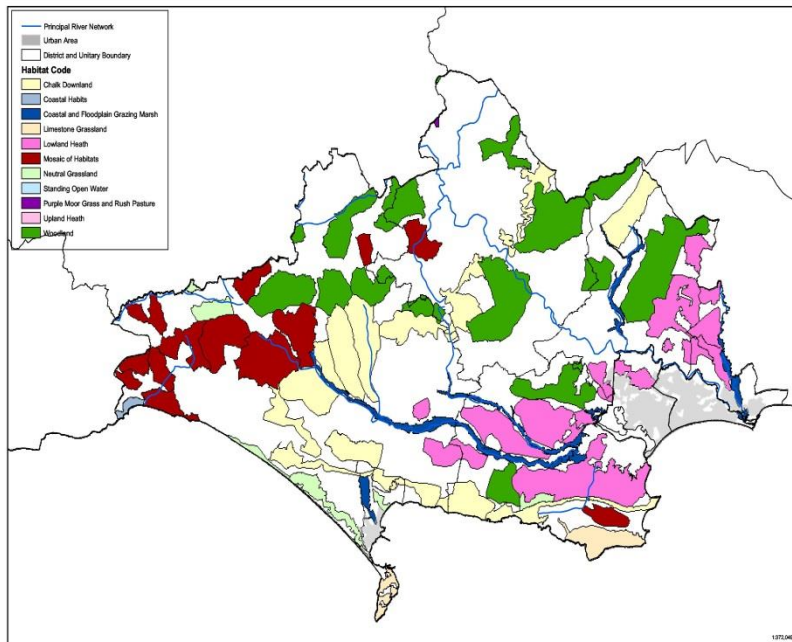 Principal River Network
Urban Area
District and Unitary Boundary
Habitat Code
Chalk Downland
Coastal Habits
Coastal and Floodplain Grazing Marsh
Limestone Grassland
Lowland Heath
Mosaic of Habitats
Neutral Grassland
Standing Open Water
Purple Moor Grass and Rush Pasture
Upland Heath
Woodland